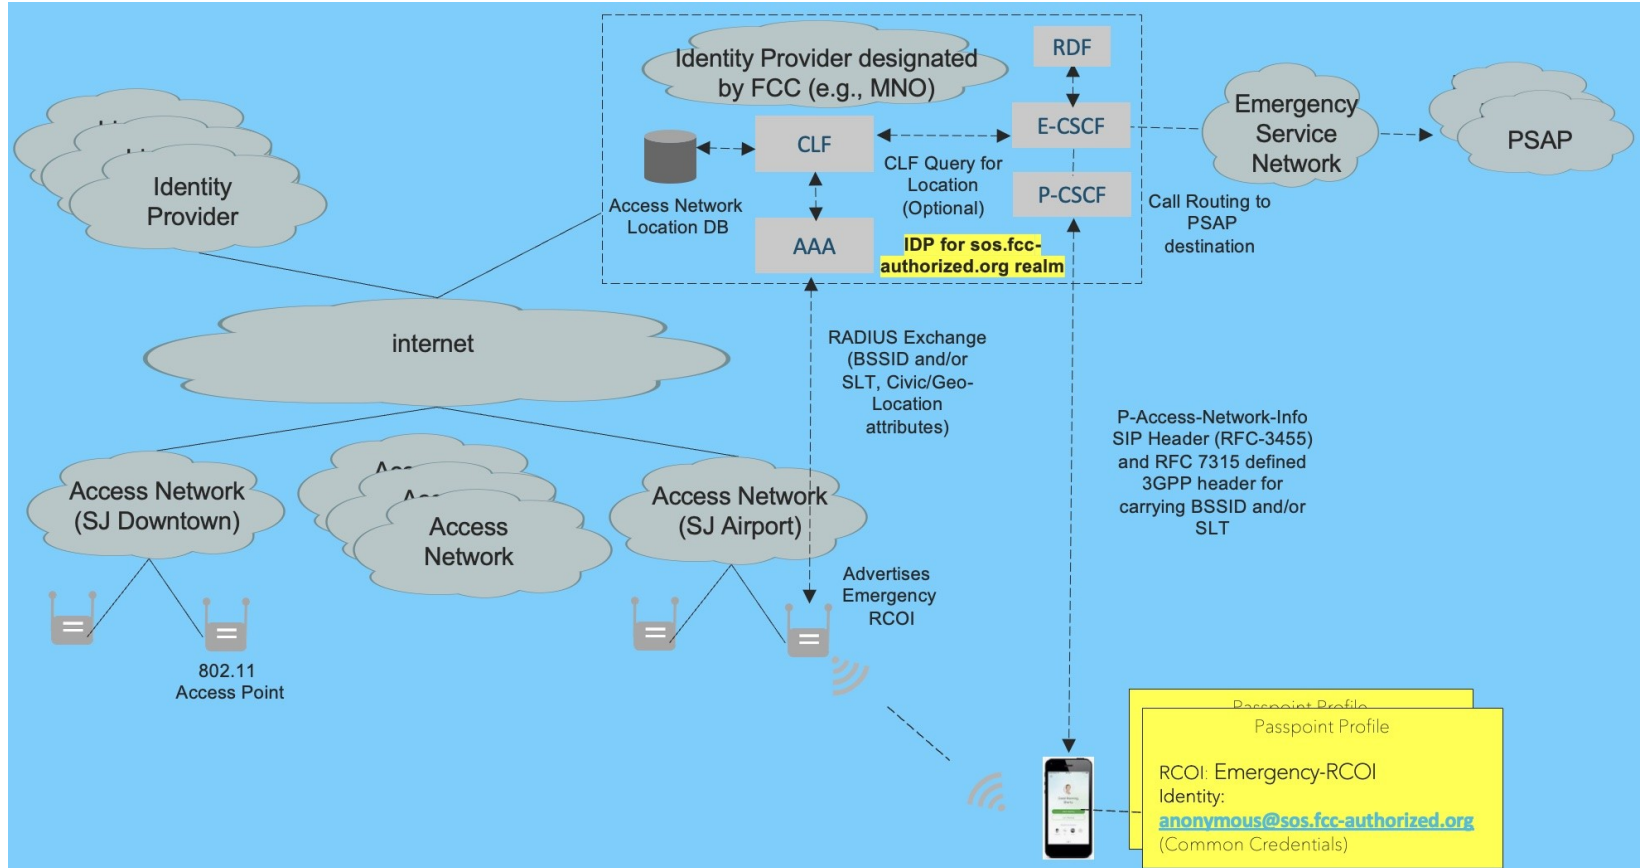 Identity Provider designated
by FCC (e.g., MNO)
RDF
E-CSCF
P-CSCF
CLF
AAA
CLF Query for
Location
(Optional)
Access Network
Location DB
IDP for sos.fcc-
authorized.org realm
Emergency
Service
Network
PSAP
Call Routing to
PSAP
destination
Identity
Provider
internet
RADIUS Exchange
(BSSID and/or
SLT, Civic/Geo-
Location
attributes)
P-Access-Network-Info
SIP Header (RFC-3455)
and RFC 7315 defined
3GPP header for
carrying BSSID and/or
SLT
Access Network
(SJ Downtown)
Access
Network
Access Network
(SJ Airport)
Advertises
Emergency
RCOI
802.11
Access Point
Passpoint Profile
Passpoint Profile
RCOI: Emergency-RCOI
Identity:
anonymous@sos.fcc-authorized.org
(Common Credentials)